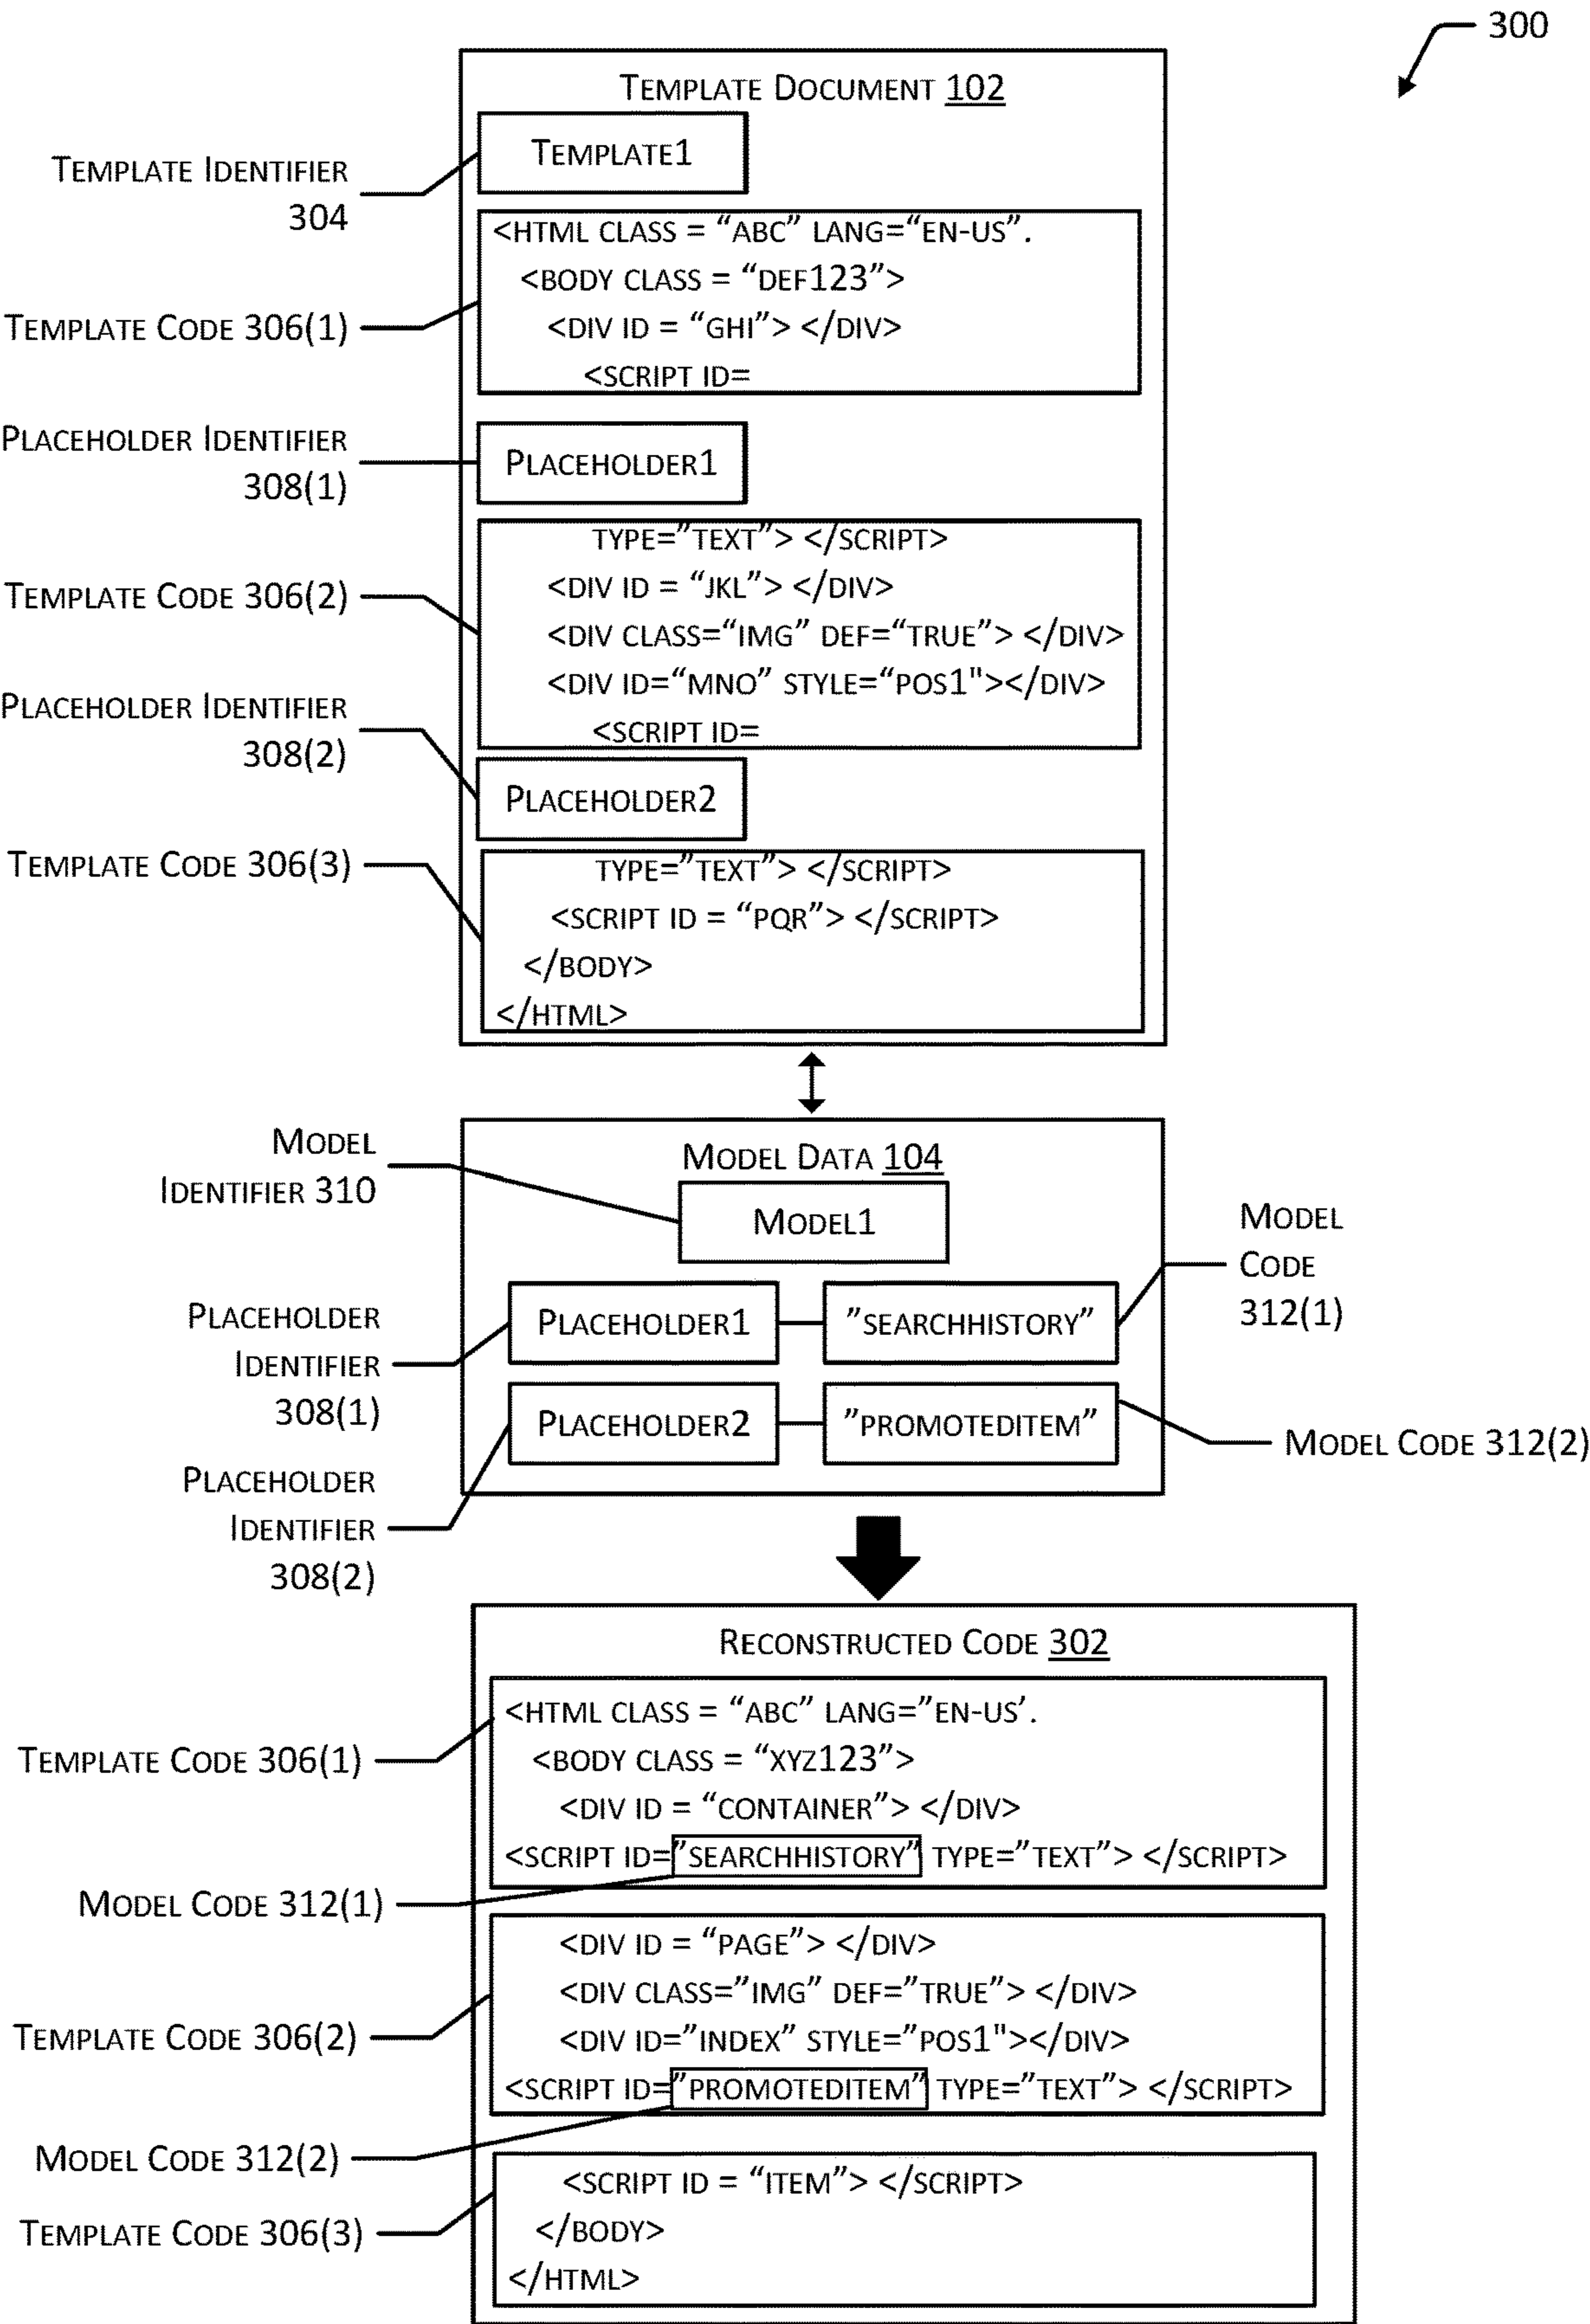 300
TEMPLATE DOCUMENT 102
TEMPLATE1
TEMPLATE IDENTIFIER
304
<HTML CLASS = “ABC” LANG=“EN-US”.
<BODY CLASS = “DEF123”>
<DIV ID = “GHI”> </DIV>
<SCRIPT ID=
TEMPLATE CODE 306(1)
PLACEHOLDER IDENTIFIER
308(1)
PLACEHOLDER1
TYPE=”TEXT”> </SCRIPT>
<DIV ID = “JKL”> </DIV>
<DIV CLASS=“IMG” DEF=“TRUE”> </DIV>
<DIV ID=“MNO” STYLE=“POS1"></DIV>
<SCRIPT ID=
TEMPLATE CODE 306(2)
PLACEHOLDER IDENTIFIER
308(2)
PLACEHOLDER2
TEMPLATE CODE 306(3)
TYPE=”TEXT”> </SCRIPT>
<SCRIPT ID = “PQR”> </SCRIPT>
</BODY>
</HTML>
MODEL DATA 104
MODEL
IDENTIFIER 310
MODEL1
MODEL
CODE
312(1)
PLACEHOLDER1
”SEARCHHISTORY”
PLACEHOLDER
IDENTIFIER
308(1)
PLACEHOLDER2
”PROMOTEDITEM”
MODEL CODE 312(2)
PLACEHOLDER
IDENTIFIER
308(2)
RECONSTRUCTED CODE 302
<HTML CLASS = “ABC” LANG=”EN-US’.
<BODY CLASS = “XYZ123”>
<DIV ID = “CONTAINER”> </DIV>
<SCRIPT ID=”SEARCHHISTORY” TYPE=”TEXT”> </SCRIPT>
TEMPLATE CODE 306(1)
MODEL CODE 312(1)
<DIV ID = “PAGE”> </DIV>
<DIV CLASS=”IMG” DEF=”TRUE”> </DIV>
<DIV ID=”INDEX” STYLE=”POS1"></DIV>
<SCRIPT ID=”PROMOTEDITEM” TYPE=”TEXT”> </SCRIPT>
TEMPLATE CODE 306(2)
MODEL CODE 312(2)
<SCRIPT ID = “ITEM”> </SCRIPT>
</BODY>
</HTML>
TEMPLATE CODE 306(3)